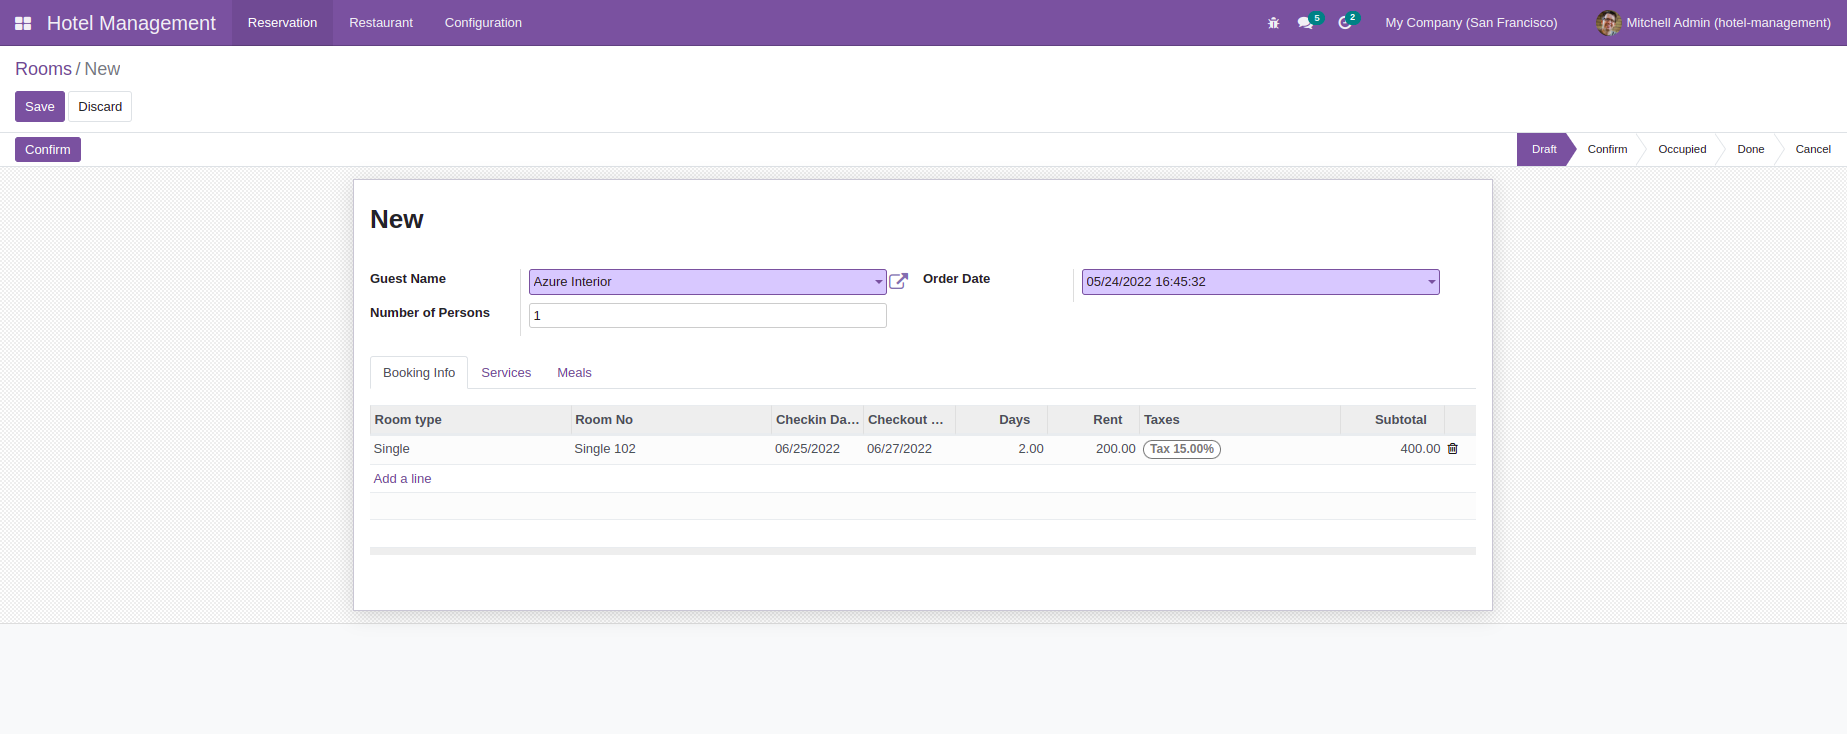 Hotel Management Reservation Restaurant Configuration 5 2 My Company (San Francisco) Mitchell Admin (hotel-management)
Rooms / New
Save Discard
Confirm Draft Confirm Occupied Done Cancel
New
Guest Name Azure Interior Order Date 05/24/2022 16:45:32
Number of Persons 1
Booking Info Services Meals
Room type Room No Checkin Da... Checkout ... Days Rent Taxes Subtotal
Single Single 102 06/25/2022 06/27/2022 2.00 200.00 Tax 15.00% 400.00
Add a line